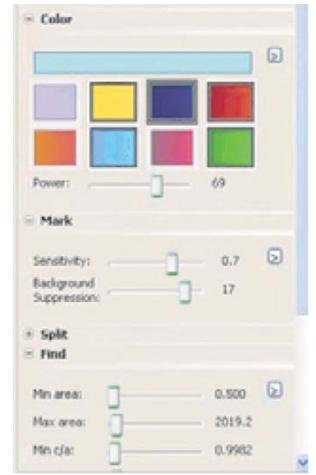 Color
Power: 69
Mark
Sensitivity: 0.7
Background
Suppression: 17
Split
Find
Min area: 0.500
Max area: 2019.2
Min c/a: 0.9982